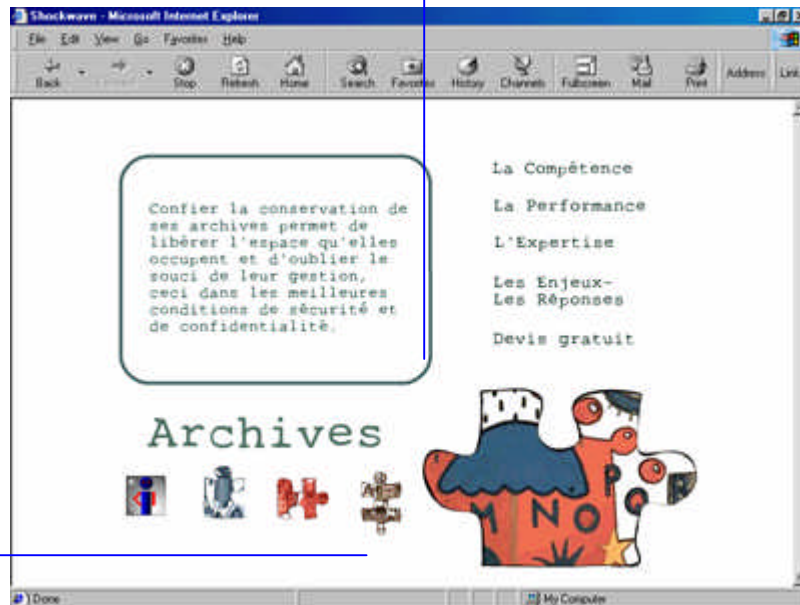 Shockwave - Microsoft Internet Explorer
File Edit View Go Favorites Help
Back Stop Refresh Home Search Favorites History Channels Fullscreen Mail Print Address Link
Confier la conservation de
ses archives permet de
libérer l'espace qu'elles
occupent et d'oublier le
souci de leur gestion,
ceci dans les meilleures
conditions de sécurité et
de confidentialité.
La Compétence
La Performance
L'Expertise
Les Enjeux-
Les Réponses
Devis gratuit
Archives
M N O P Q R
Done
My Computer